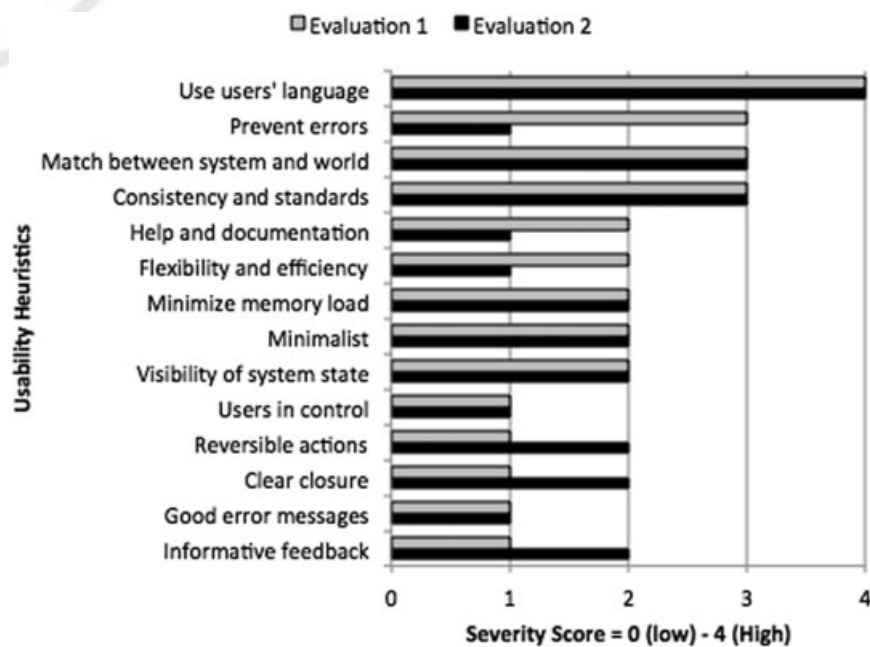 Evaluation 1 Evaluation 2
Use users' language
Prevent errors
Match between system and world
Consistency and standards
Help and documentation
Flexibility and efficiency
Minimize memory load
Minimalist
Visibility of system state
Users in control
Reversible actions
Clear closure
Good error messages
Informative feedback
Usability Heuristics
0 1 2 3 4
Severity Score = 0 (low) - 4 (High)